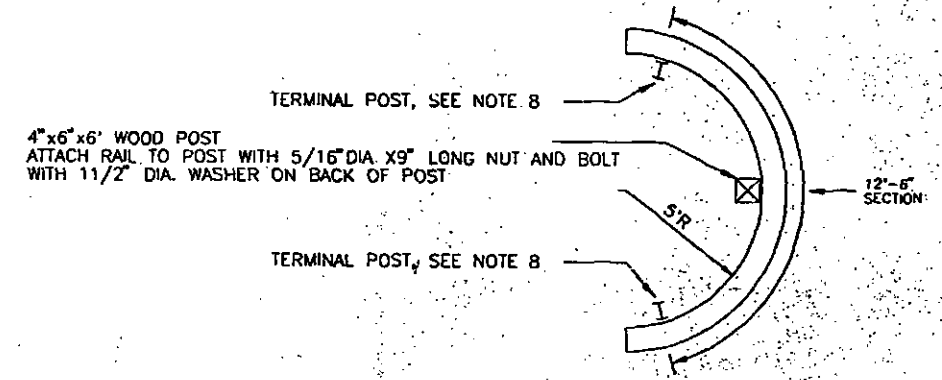 TERMINAL POST, SEE NOTE 8
4"x6"x6' WOOD POST
ATTACH RAIL TO POST WITH 5/16" DIA. X9" LONG NUT AND BOLT
WITH 11/2" DIA. WASHER ON BACK OF POST
12'-6"
SECTION
5'R
TERMINAL POST, SEE NOTE 8